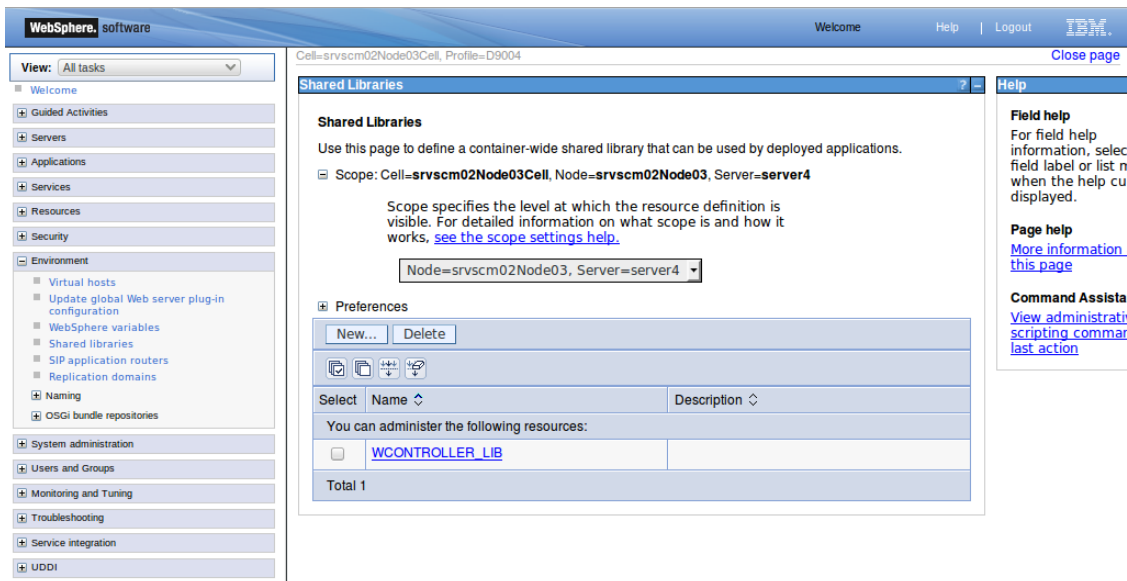 WebSphere. software
Welcome
Help | Logout
IBM.
View: All tasks
Welcome
Guided Activities
Servers
Applications
Services
Resources
Security
Environment
Virtual hosts
Update global Web server plug-in
configuration
WebSphere variables
Shared libraries
SIP application routers
Replication domains
Naming
OSGi bundle repositories
System administration
Users and Groups
Monitoring and Tuning
Troubleshooting
Service integration
UDDI
Cell=srvscm02Node03Cell, Profile=D9004
Close page
Shared Libraries
? -
Shared Libraries
Use this page to define a container-wide shared library that can be used by deployed applications.
Scope: Cell=srvscm02Node03Cell, Node=srvscm02Node03, Server=server4
Scope specifies the level at which the resource definition is
visible. For detailed information on what scope is and how it
works, see the scope settings help.
Node=srvscm02Node03, Server=server4
Preferences
New... Delete
Select Name Description
You can administer the following resources:
WCONTROLLER_LIB
Total 1
Help
Field help
For field help
information, selec
field label or list m
when the help cu
displayed.
Page help
More information
this page
Command Assista
View administrativ
scripting comman
last action